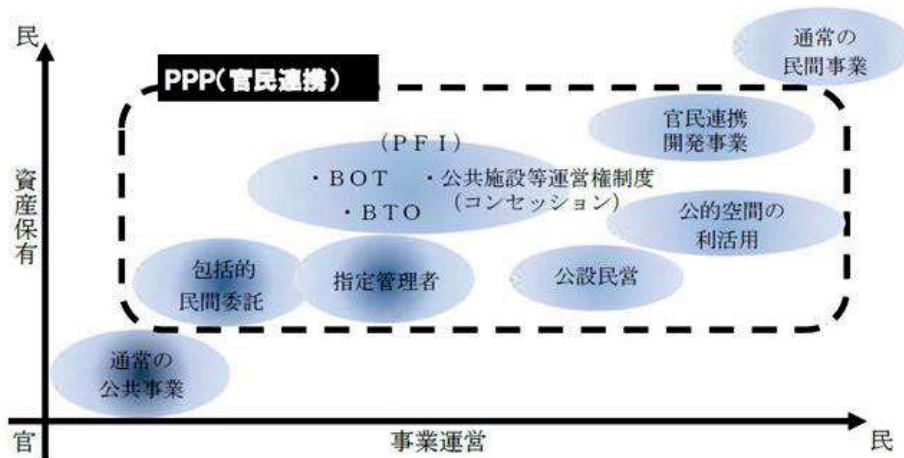 民
通常の
民間事業
PPP(官民連携)
官民連携
開発事業
(PFI)
・BOT ・公共施設等運営権制度
・BTO (コンセッション)
資産保有
公的空間の
利活用
包括的
民間委託
指定管理者
公設民営
通常の
公共事業
官
事業運営
民